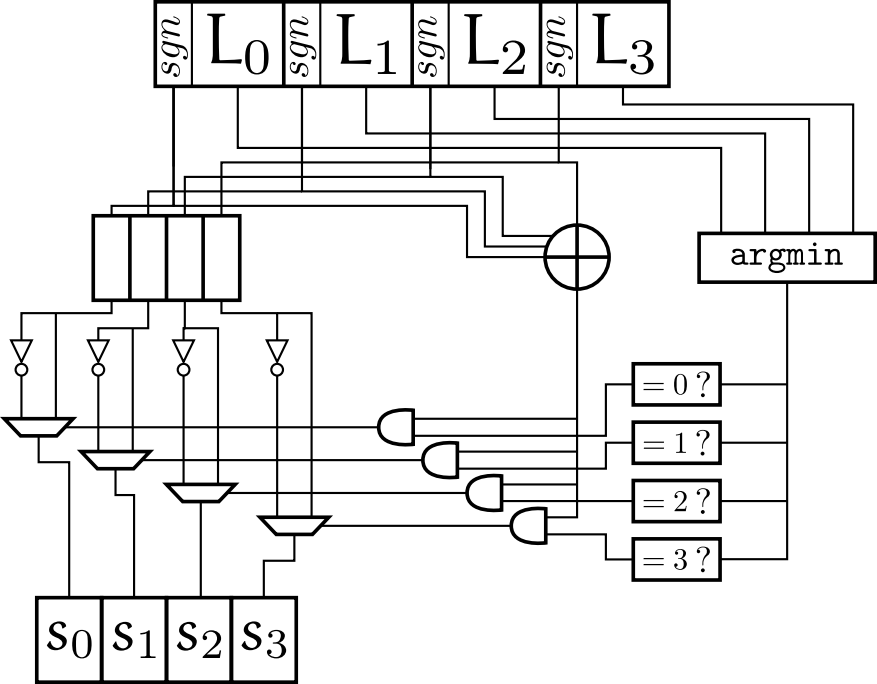 sgn L0 sgn L1 sgn L2 sgn L3
argmin
= 0 ?
= 1 ?
= 2 ?
= 3 ?
s0 s1 s2 s3